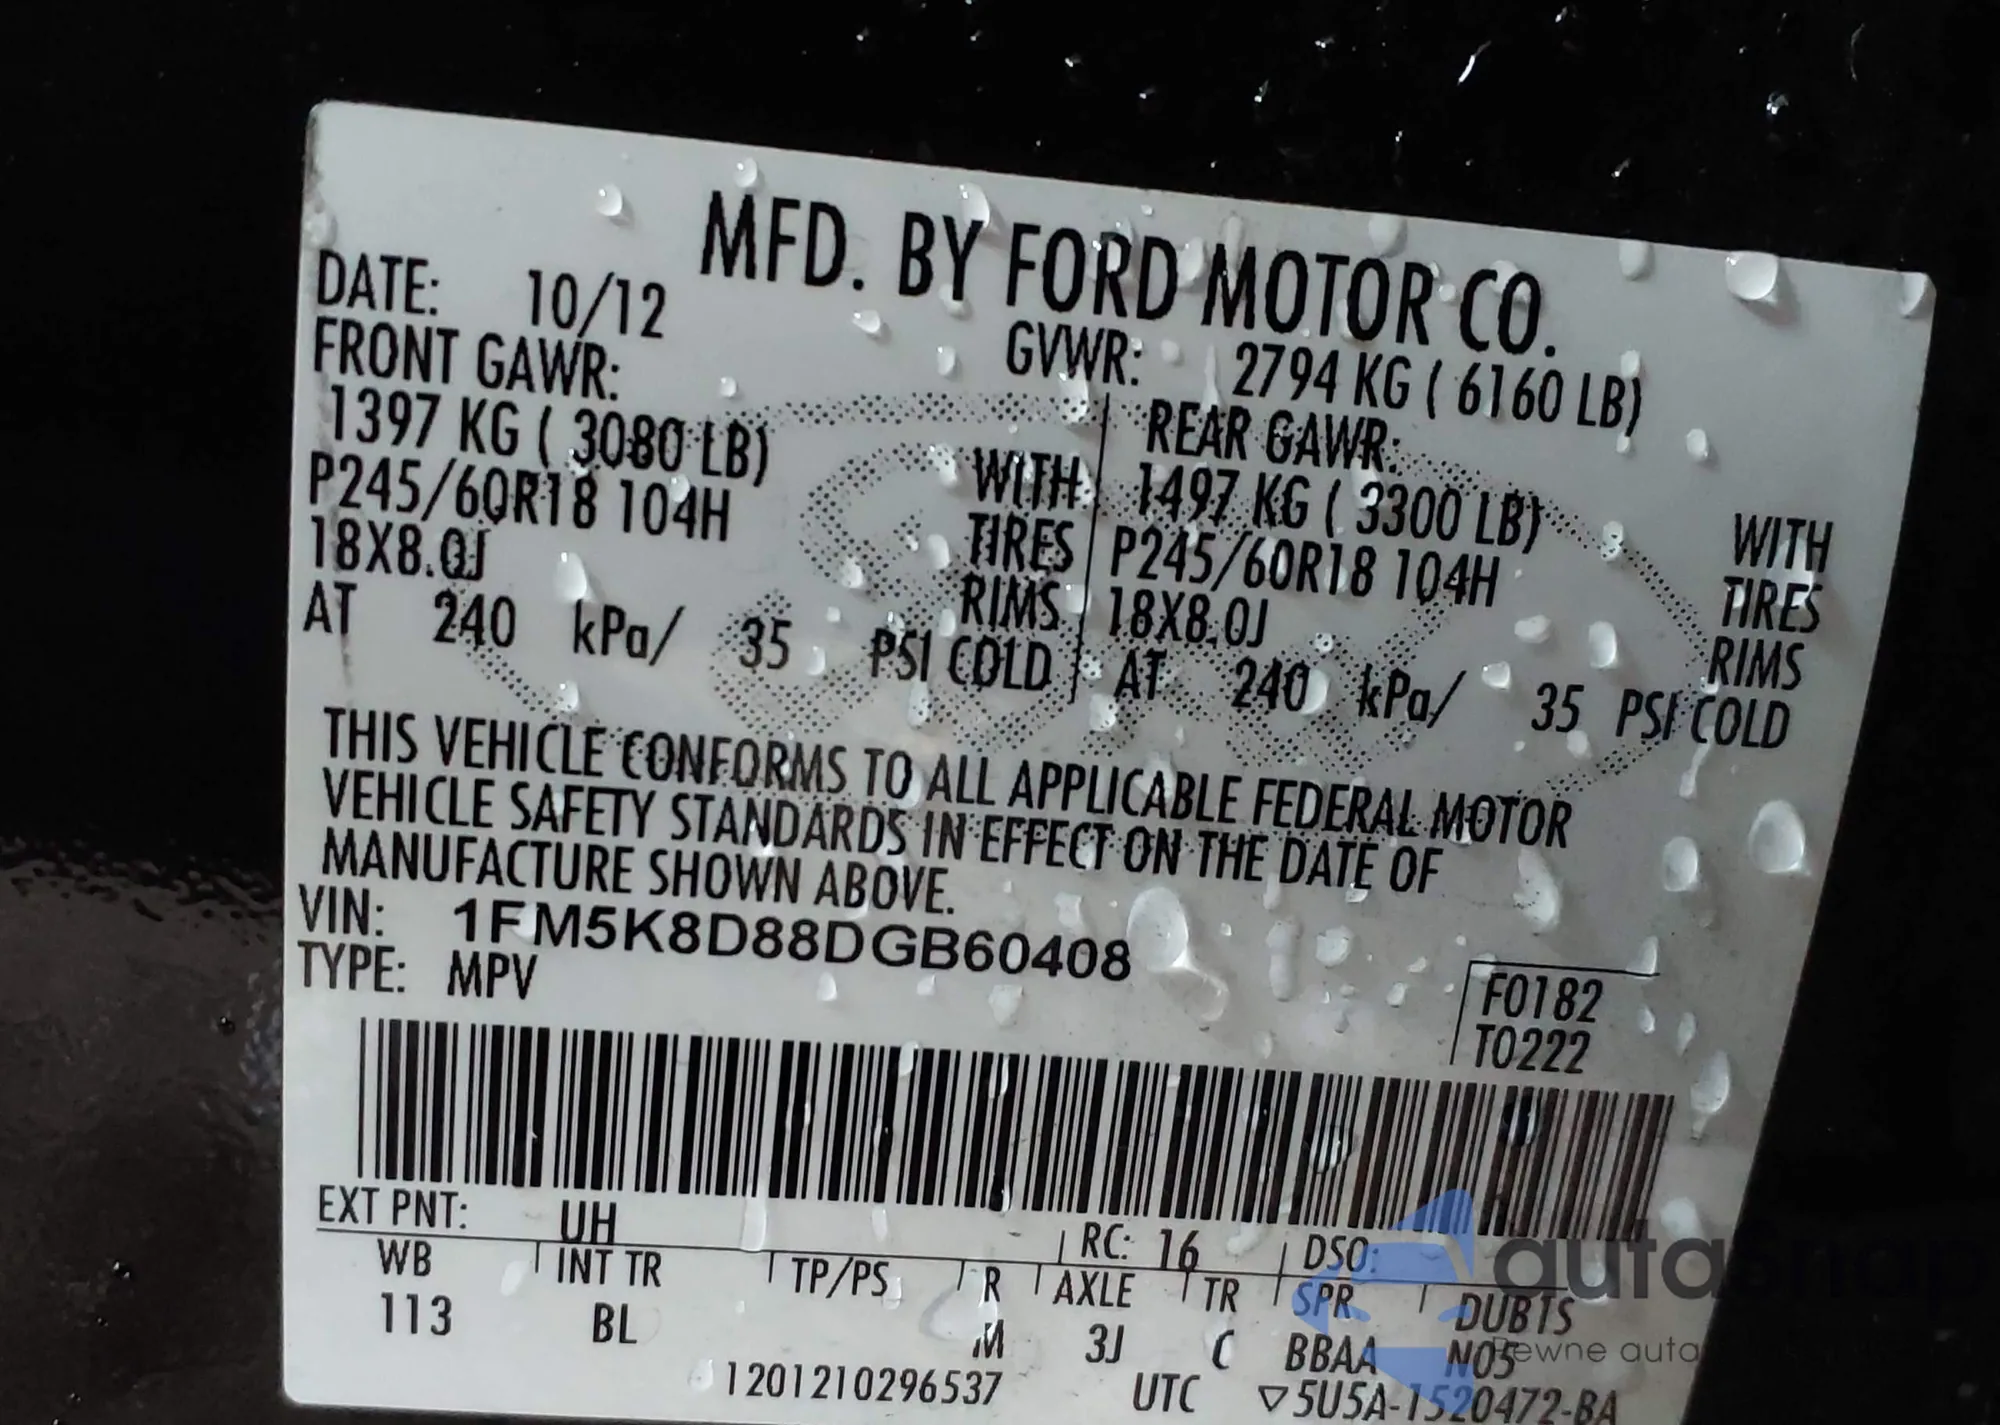 MFD. BY FORD MOTOR CO.
DATE: 10/12
GVWR: 2794 KG ( 6160 LB)
FRONT GAWR:
REAR GAWR:
1397 KG ( 3080 LB) WITH
1497 KG ( 3300 LB) WITH
P245/60R18 104H TIRES
P245/60R18 104H TIRES
18X8.0J RIMS
18X8.0J RIMS
AT 240 kPa/ 35 PSI COLD
AT 240 kPa/ 35 PSI COLD
THIS VEHICLE CONFORMS TO ALL APPLICABLE FEDERAL MOTOR
VEHICLE SAFETY STANDARDS IN EFFECT ON THE DATE OF
MANUFACTURE SHOWN ABOVE.
VIN: 1FM5K8D88DGB60408
TYPE: MPV
F0182
T0222
EXT PNT: UH RC: 16 DSO:
WB INT TR TP/PS R AXLE TR SPR DUBTS
113 BL M 3J C BBAA N05
1201210296537 UTC ▽5U5A-1520472-BA
Pewne auta